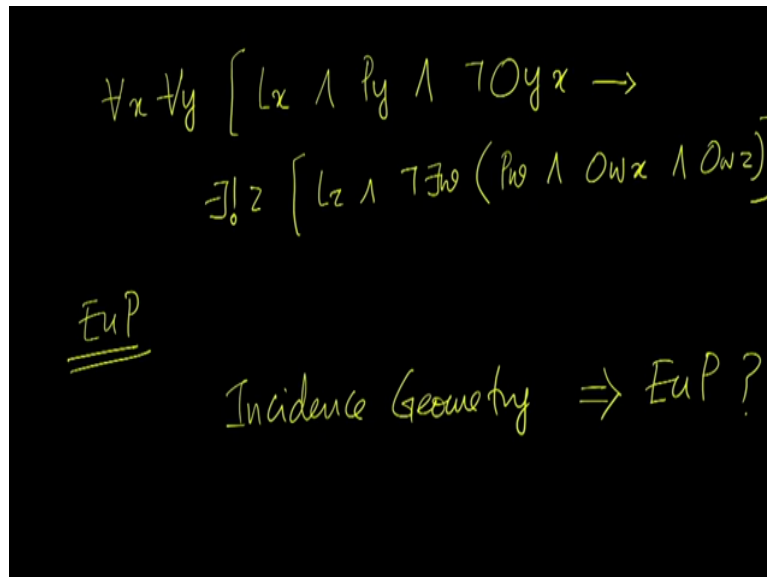 ∀x ∀y [ Lx ∧ Py ∧ ¬Oyx →
∃!z [ Lz ∧ ¬∃w ( Pw ∧ Owx ∧ Owz ) ]
EuP
Incidence Geometry ⇒ EuP ?